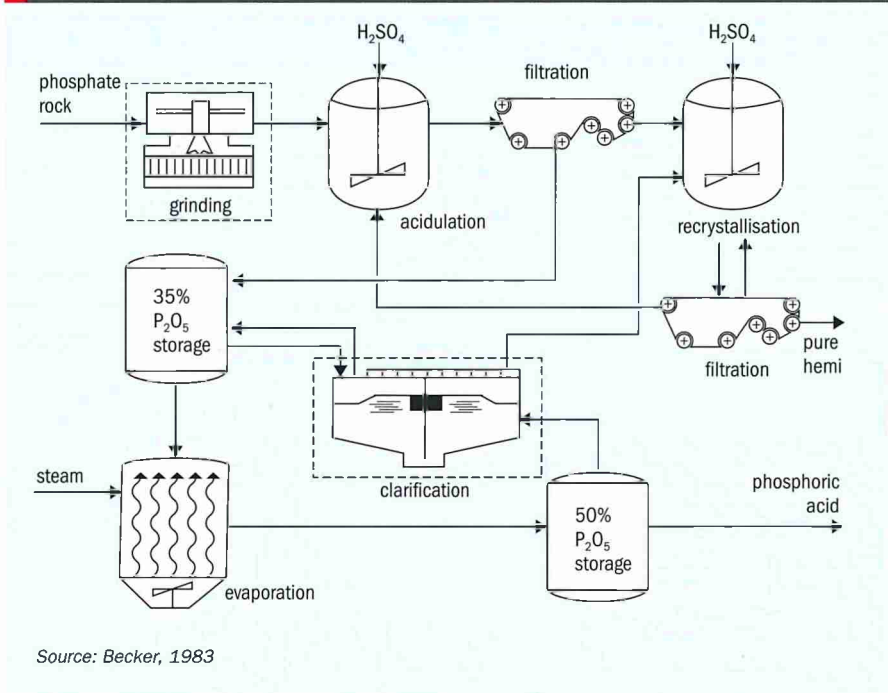 H₂SO₄
H₂SO₄
filtration
phosphate
rock
grinding
acidulation
recrystallisation
35%
P₂O₅
storage
pure
hemi
filtration
clarification
steam
phosphoric
acid
50%
P₂O₅
storage
evaporation
Source: Becker, 1983